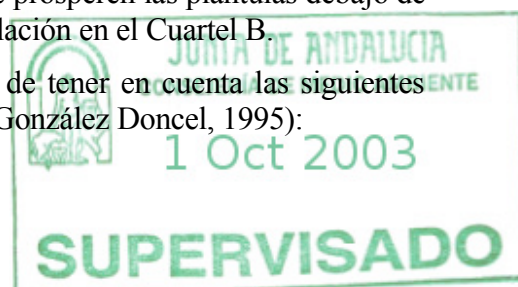 prosperen las plántulas debajo de
lación en el Cuartel B.
JUNTA DE ANDALUCIA
de tener en cuenta las siguientes
González Doncel, 1995):
1 Oct 2003
SUPERVISADO